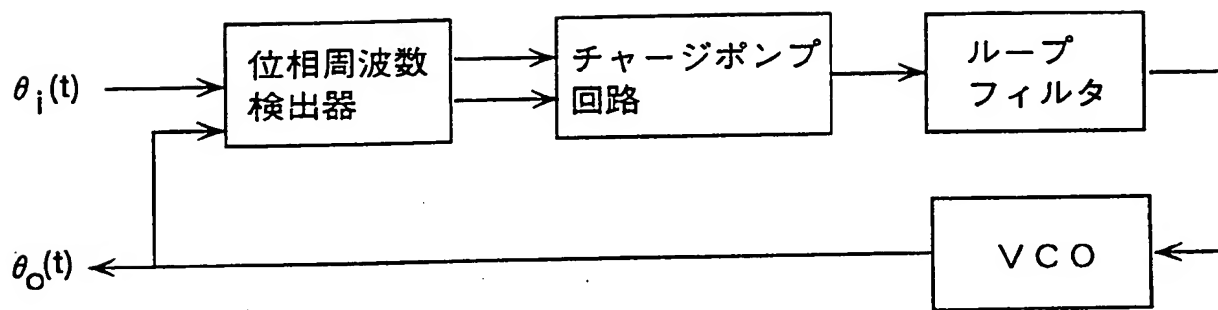 θi(t)
位相周波数
検出器
チャージポンプ
回路
ループ
フィルタ
θo(t)
VCO